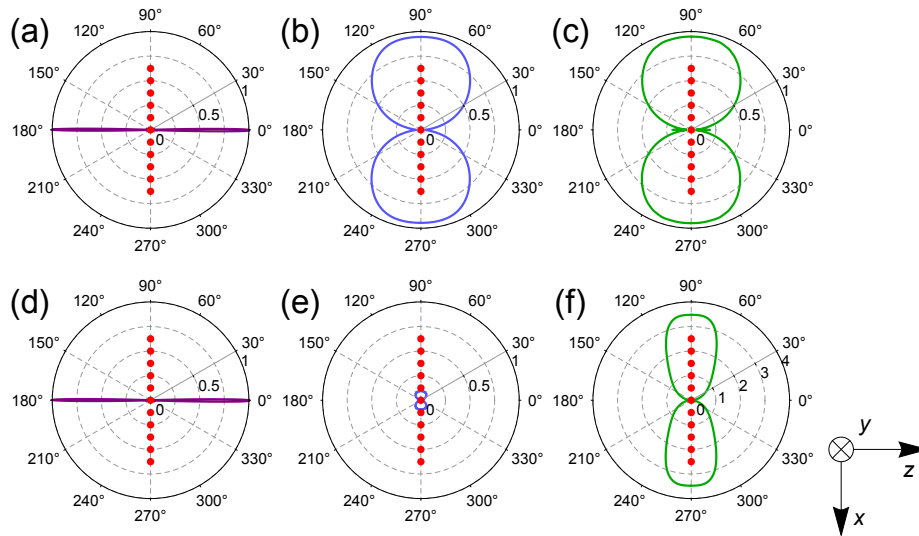 (a) 90° 120° 60° 150° 30° 1 0.5 180° 0 0° 210° 330° 240° 300° 270°
(b) 90° 120° 60° 150° 30° 1 0.5 180° 0 0° 210° 330° 240° 300° 270°
(c) 90° 120° 60° 150° 30° 1 0.5 180° 0 0° 210° 330° 240° 300° 270°
(d) 90° 120° 60° 150° 30° 1 0.5 180° 0 0° 210° 330° 240° 300° 270°
(e) 90° 120° 60° 150° 30° 1 0.5 180° 0 0° 210° 330° 240° 300° 270°
(f) 90° 120° 60° 150° 30° 4 3 2 1 180° 0 0° 210° 330° 240° 300° 270°
y
z
x